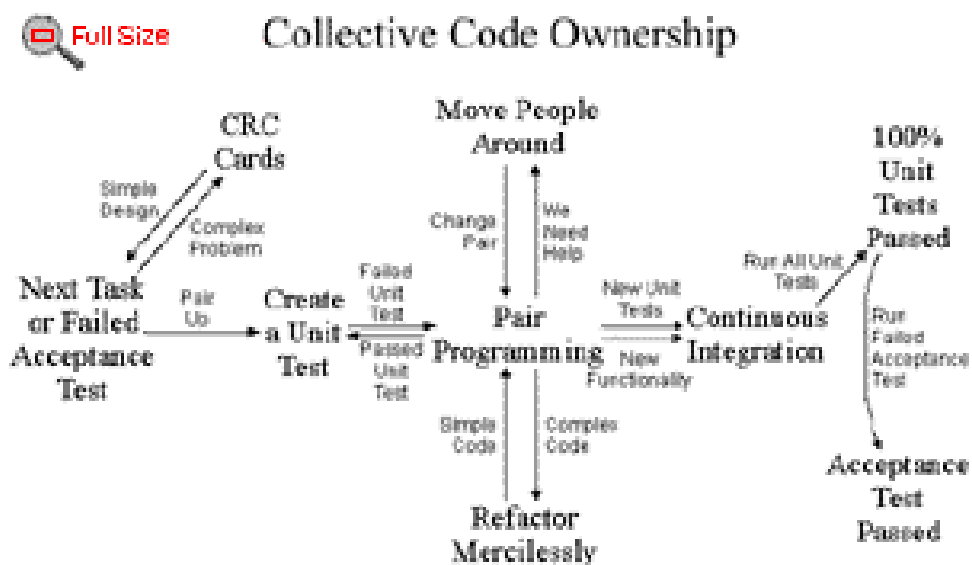 Full Size
Collective Code Ownership
CRC
Cards
Simple
Design
Complex
Problem
Next Task
or Failed
Acceptance
Test
Pair
Up
Create
a Unit
Test
Failed
Unit
Test
Passed
Unit
Test
Move People
Around
Change
Pair
We
Need
Help
Pair
Programming
Simple
Code
Complex
Code
Refactor
Mercilessly
New Unit
Tests
New
Functionally
Continuous
Integration
Run All Unit
Tests
100%
Unit
Tests
Passed
Run
Failed
Acceptance
Test
Acceptance
Test
Passed